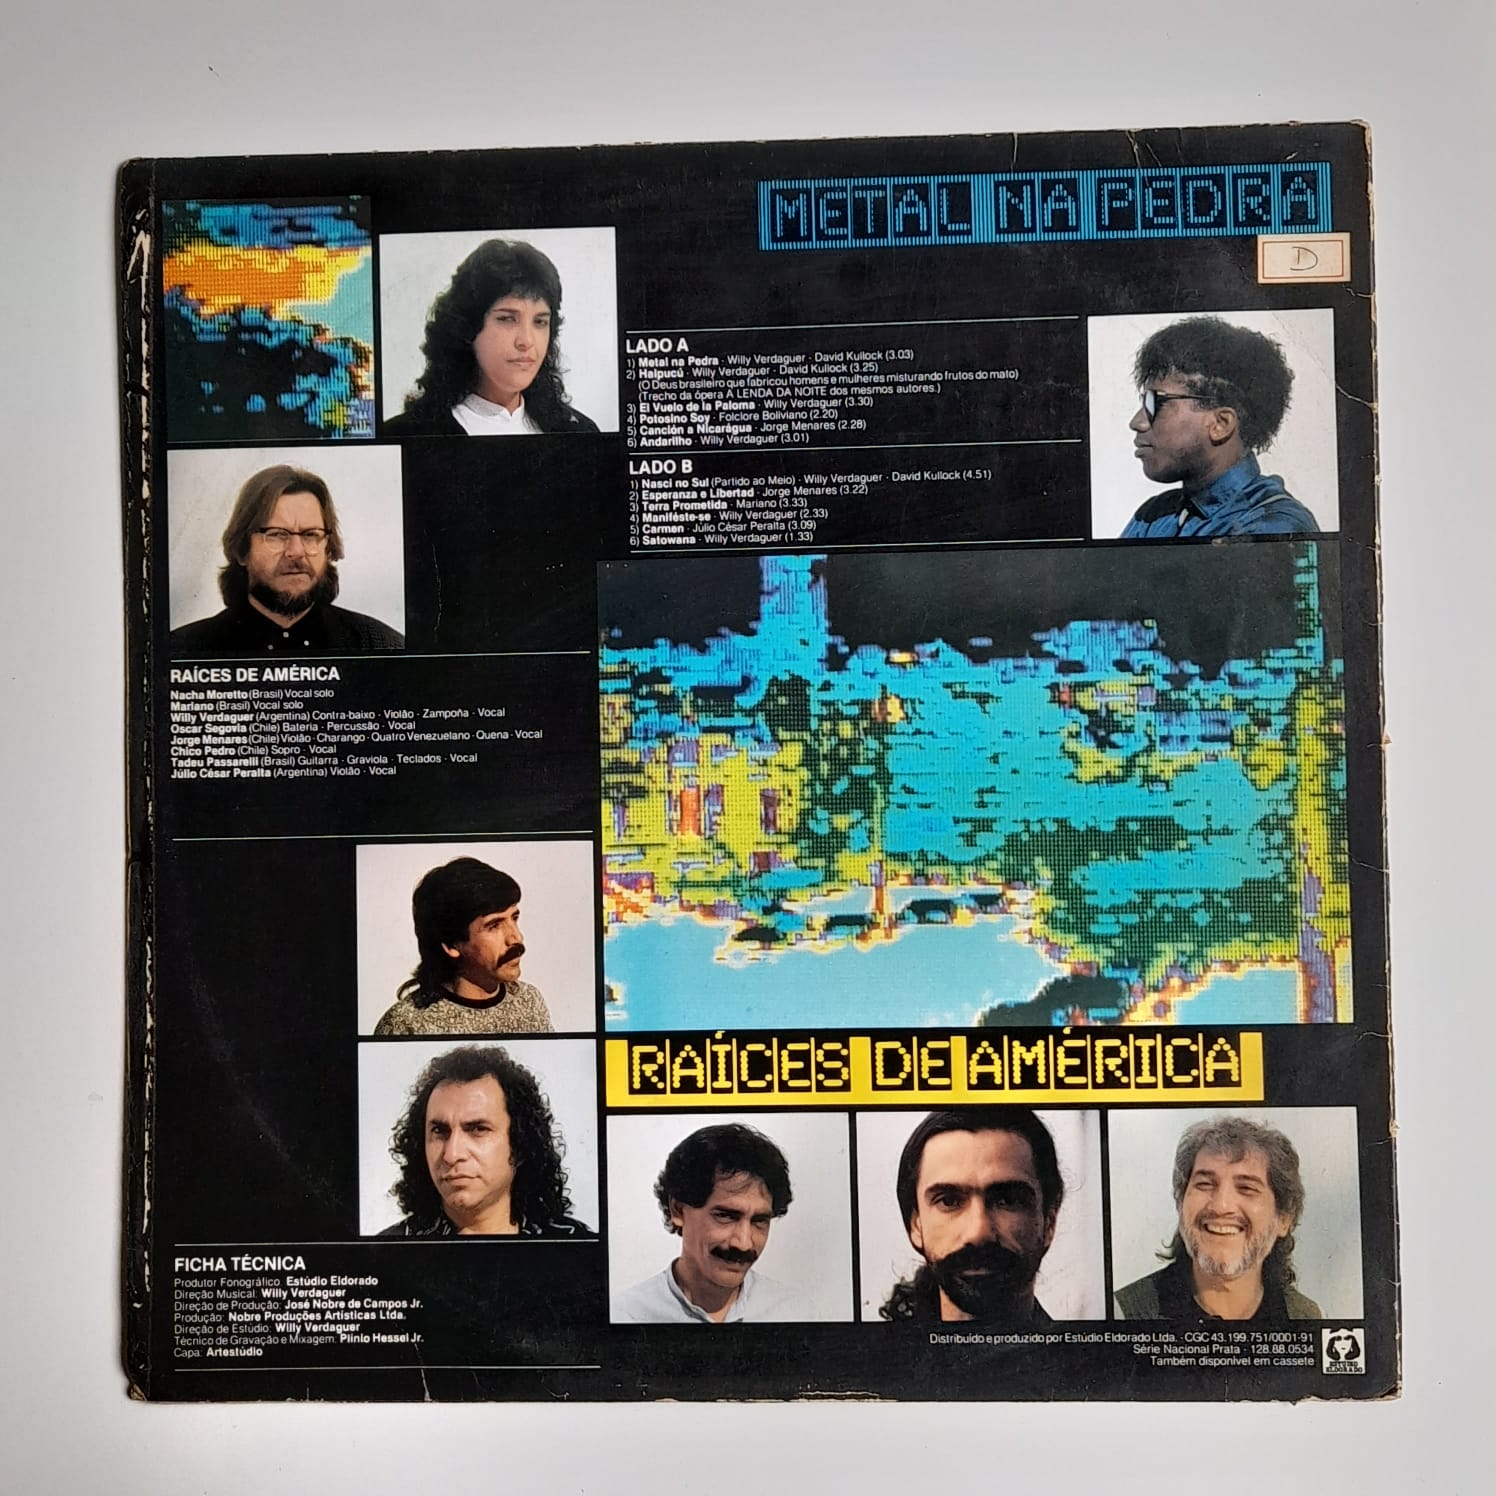 METAL NA PEDRA
D
LADO A
1) Metal na Pedra · Willy Verdaguer · David Kullock (3.03)
2) Haipucú · Willy Verdaguer · David Kullock (3.25)
(O Deus brasileiro que fabricou homens e mulheres misturando frutos do mato)
(Trecho da ópera A LENDA DA NOITE dos mesmos autores.)
3) El Vuelo de la Paloma · Willy Verdaguer (3.30)
4) Potosino Soy · Folclore Boliviano (2.20)
5) Canción a Nicarágua · Jorge Menares (2.28)
6) Andarilho · Willy Verdaguer (3.01)
LADO B
1) Nasci no Sul (Partido ao Meio) · Willy Verdaguer · David Kullock (4.51)
2) Esperanza e Libertad · Jorge Menares (3.22)
3) Terra Prometida · Mariano (3.33)
4) Maniféste-se · Willy Verdaguer (2.33)
5) Carmen · Júlio César Peralta (3.09)
6) Satowana · Willy Verdaguer (1.33)
RAÍCES DE AMÉRICA
Nacha Moretto (Brasil) Vocal solo
Mariano (Brasil) Vocal solo
Willy Verdaguer (Argentina) Contra-baixo · Violão · Zampoña · Vocal
Oscar Segovia (Chile) Bateria · Percussão · Vocal
Jorge Menares (Chile) Violão · Charango · Quatro Venezuelano · Quena · Vocal
Chico Pedro (Chile) Sopro · Vocal
Tadeu Passarelli (Brasil) Guitarra · Graviola · Teclados · Vocal
Júlio César Peralta (Argentina) Violão · Vocal
RAÍCES DE AMÉRICA
FICHA TÉCNICA
Produtor Fonográfico: Estúdio Eldorado
Direção Musical: Willy Verdaguer
Direção de Produção: José Nobre de Campos Jr.
Produção: Nobre Produções Artísticas Ltda.
Direção de Estúdio: Willy Verdaguer
Técnico de Gravação e Mixagem: Plínio Hessel Jr.
Capa: Artestúdio
Distribuído e produzido por Estúdio Eldorado Ltda. - CGC 43.199.751/0001-91
Série Nacional Prata · 128.88.0534
Também disponível em cassete
ESTÚDIO
ELDORADO